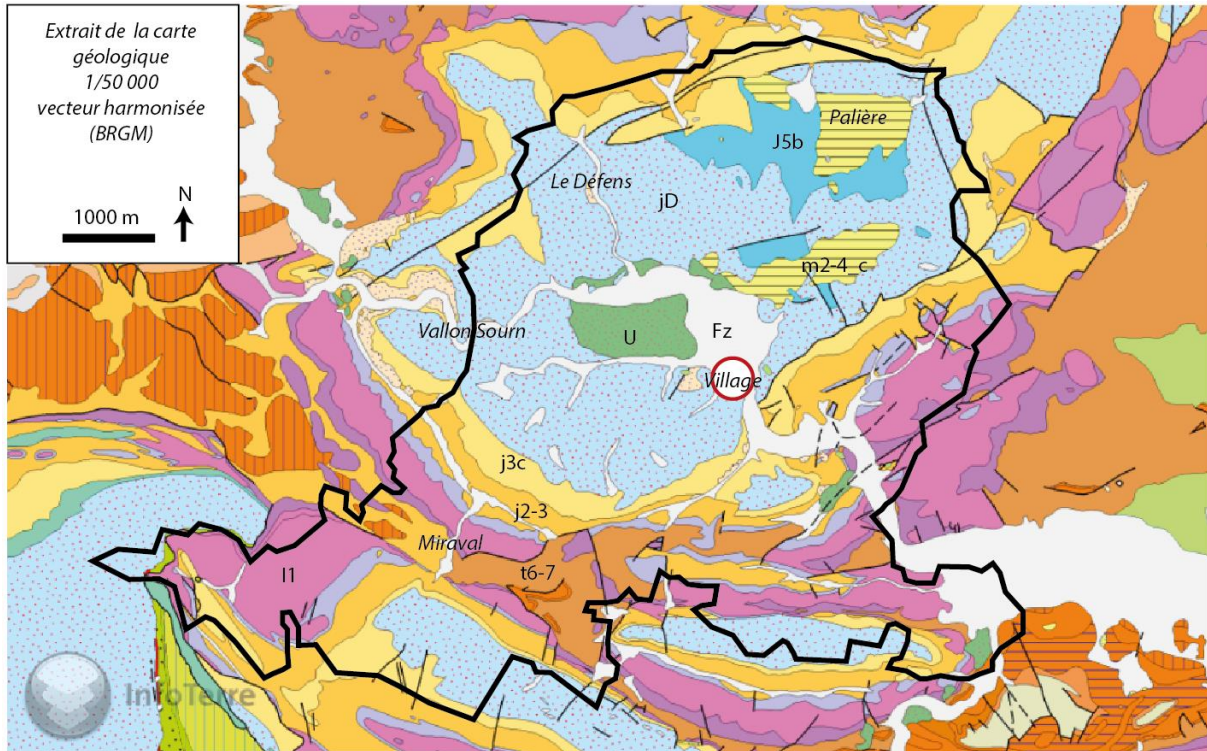 Extrait de la carte
géologique
1/50 000
vecteur harmonisée
(BRGM)
N
1000 m
Palière
J5b
Le Défens
jD
m2-4_c
Vallon Sourn
U
Fz
Village
j3c
j2-3
Miraval
t6-7
l1
InfoTerre